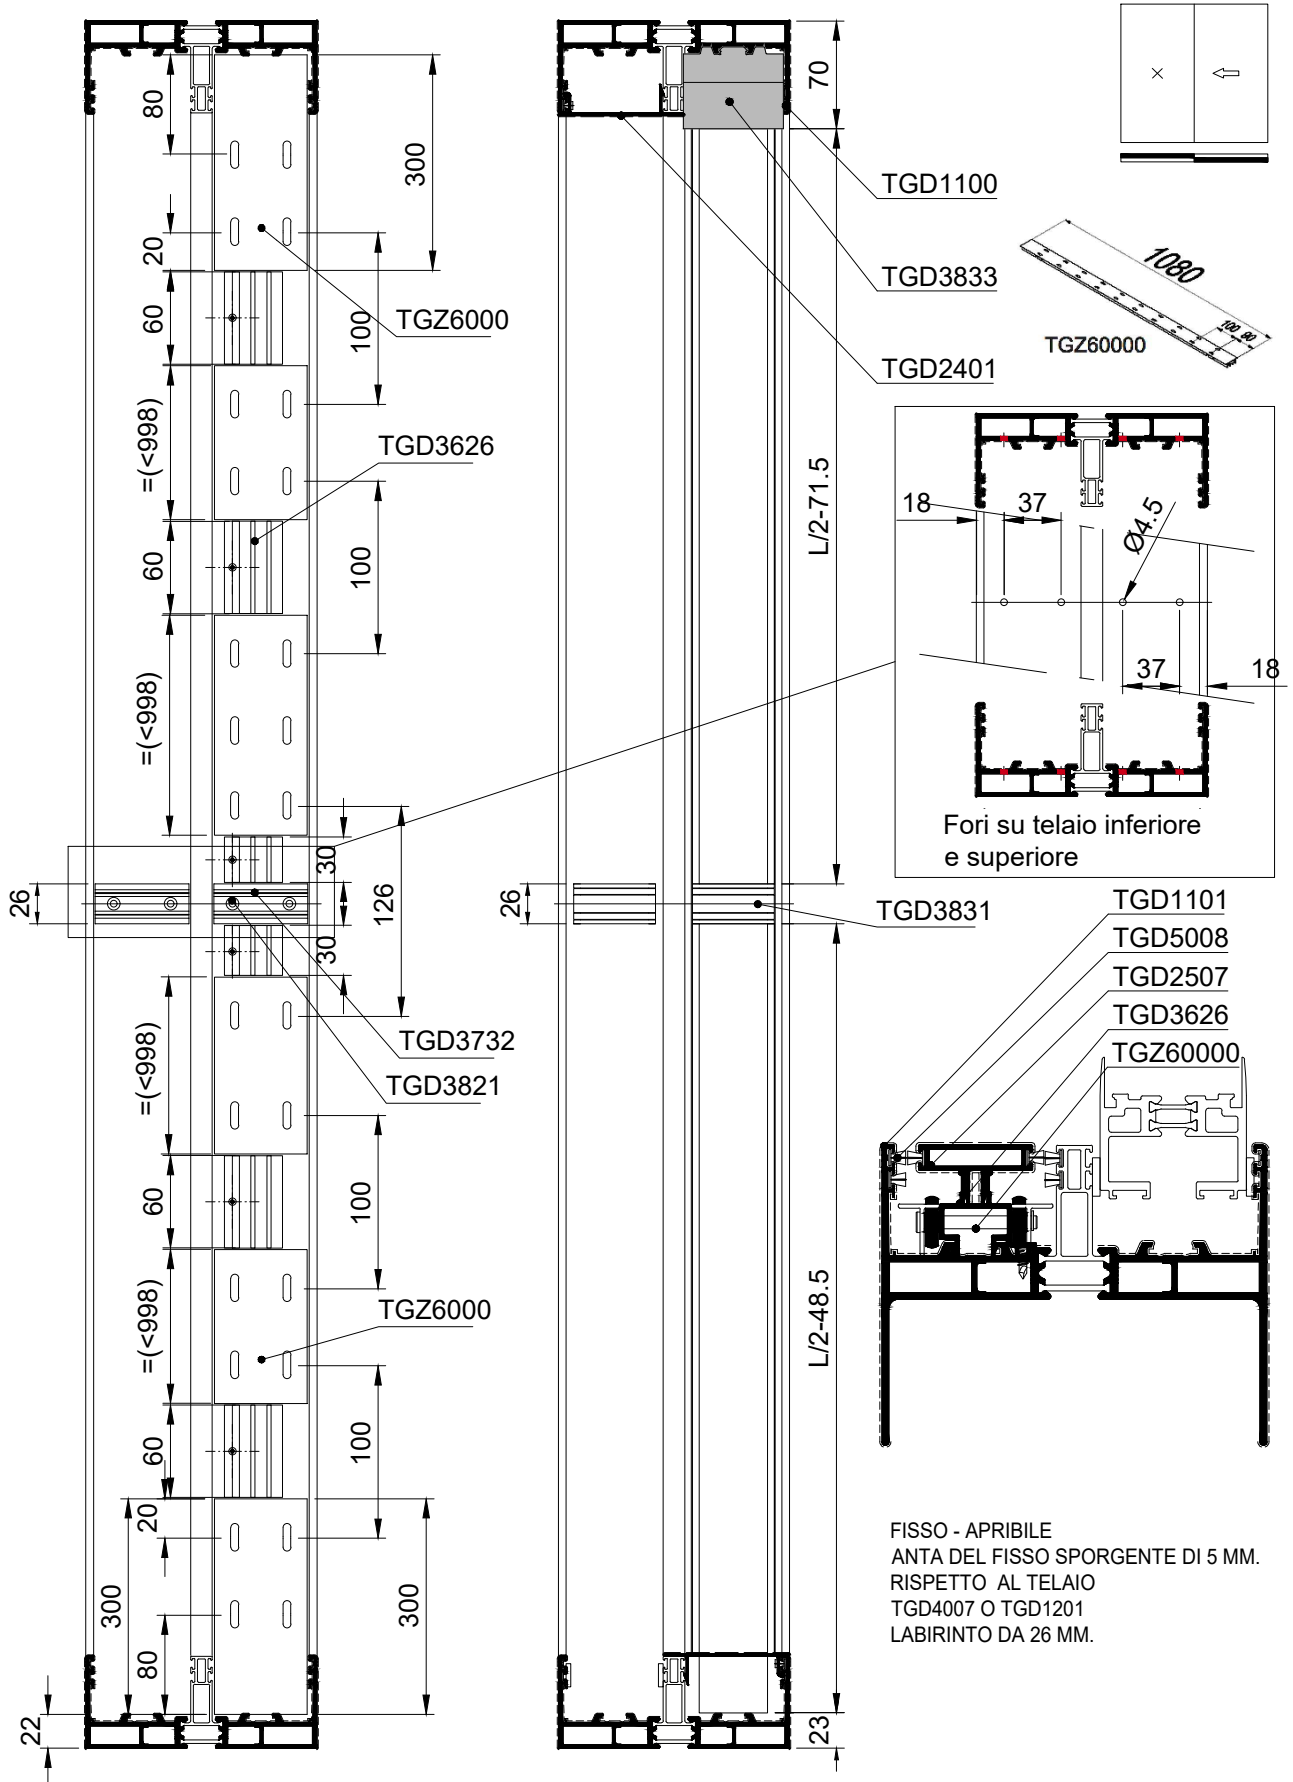 80
20
60
=(<998)
60
=(<998)
26
=(<998)
60
=(<998)
60
20
300
80
22
300
100
TGZ6000
TGD3626
100
30
126
30
TGD3732
TGD3821
100
TGZ6000
100
300
70
TGD1100
TGD3833
TGD2401
L/2-71.5
26
TGD3831
L/2-48.5
23
1080
100 90
TGZ60000
18
37
Ø4.5
37
18
Fori su telaio inferiore
e superiore
TGD1101
TGD5008
TGD2507
TGD3626
TGZ60000
FISSO - APRIBILE
ANTA DEL FISSO SPORGENTE DI 5 MM.
RISPETTO AL TELAIO
TGD4007 O TGD1201
LABIRINTO DA 26 MM.